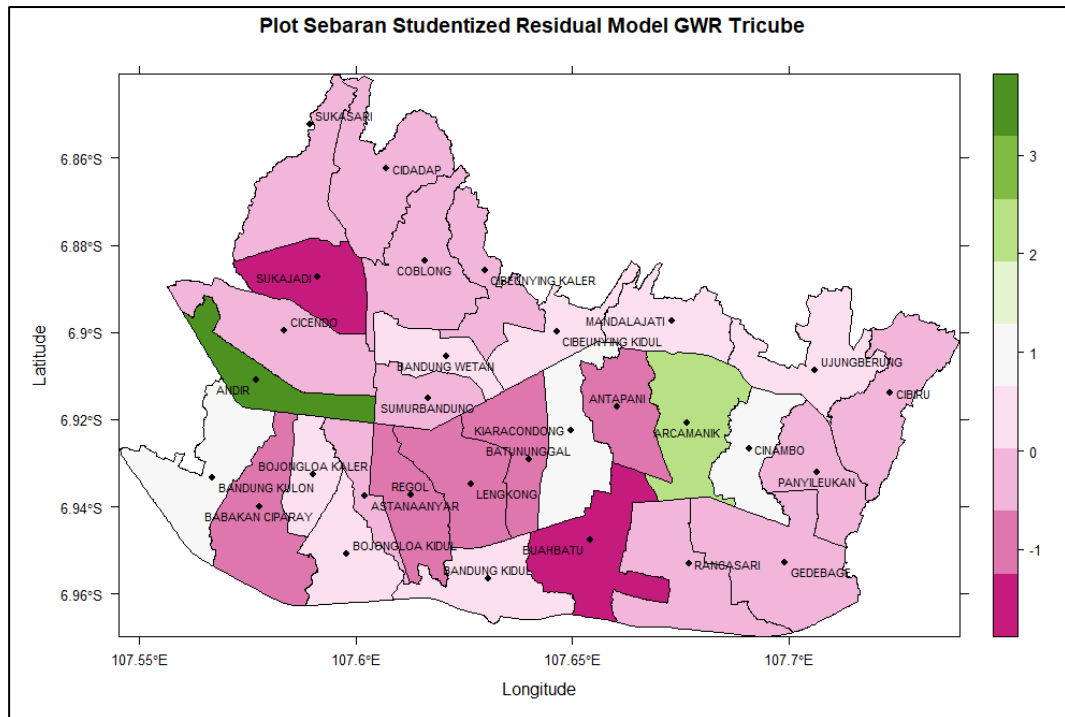 Plot Sebaran Studentized Residual Model GWR Tricube
SUKASARI
6.86°S
CIDADAP
3
6.88°S
COBLONG
SUKAJADI
CIBEUNYING KALER
2
6.9°S
CICENDO
MANDALAJATI
CIBEUNYING KIDUL
BANDUNG WETAN
UJUNGBERUNG
1
Latitude
ANDIR
SUMURBANDUNG
ANTAPANI
CIBIRU
6.92°S
KIARACONDONG
ARCAMANIK
BATUNUNGGAL
CINAMBO
0
BOJONGLOA KALER
BANDUNG KULON
REGOL
LENGKONG
PANYILEUKAN
6.94°S
BABAKAN CIPARAY
ASTANAANYAR
BOJONGLOA KIDUL
BUAHBATU
-1
BANDUNG KIDUL
RANCASARI
GEDEBAGE
6.96°S
107.55°E
107.6°E
107.65°E
107.7°E
Longitude